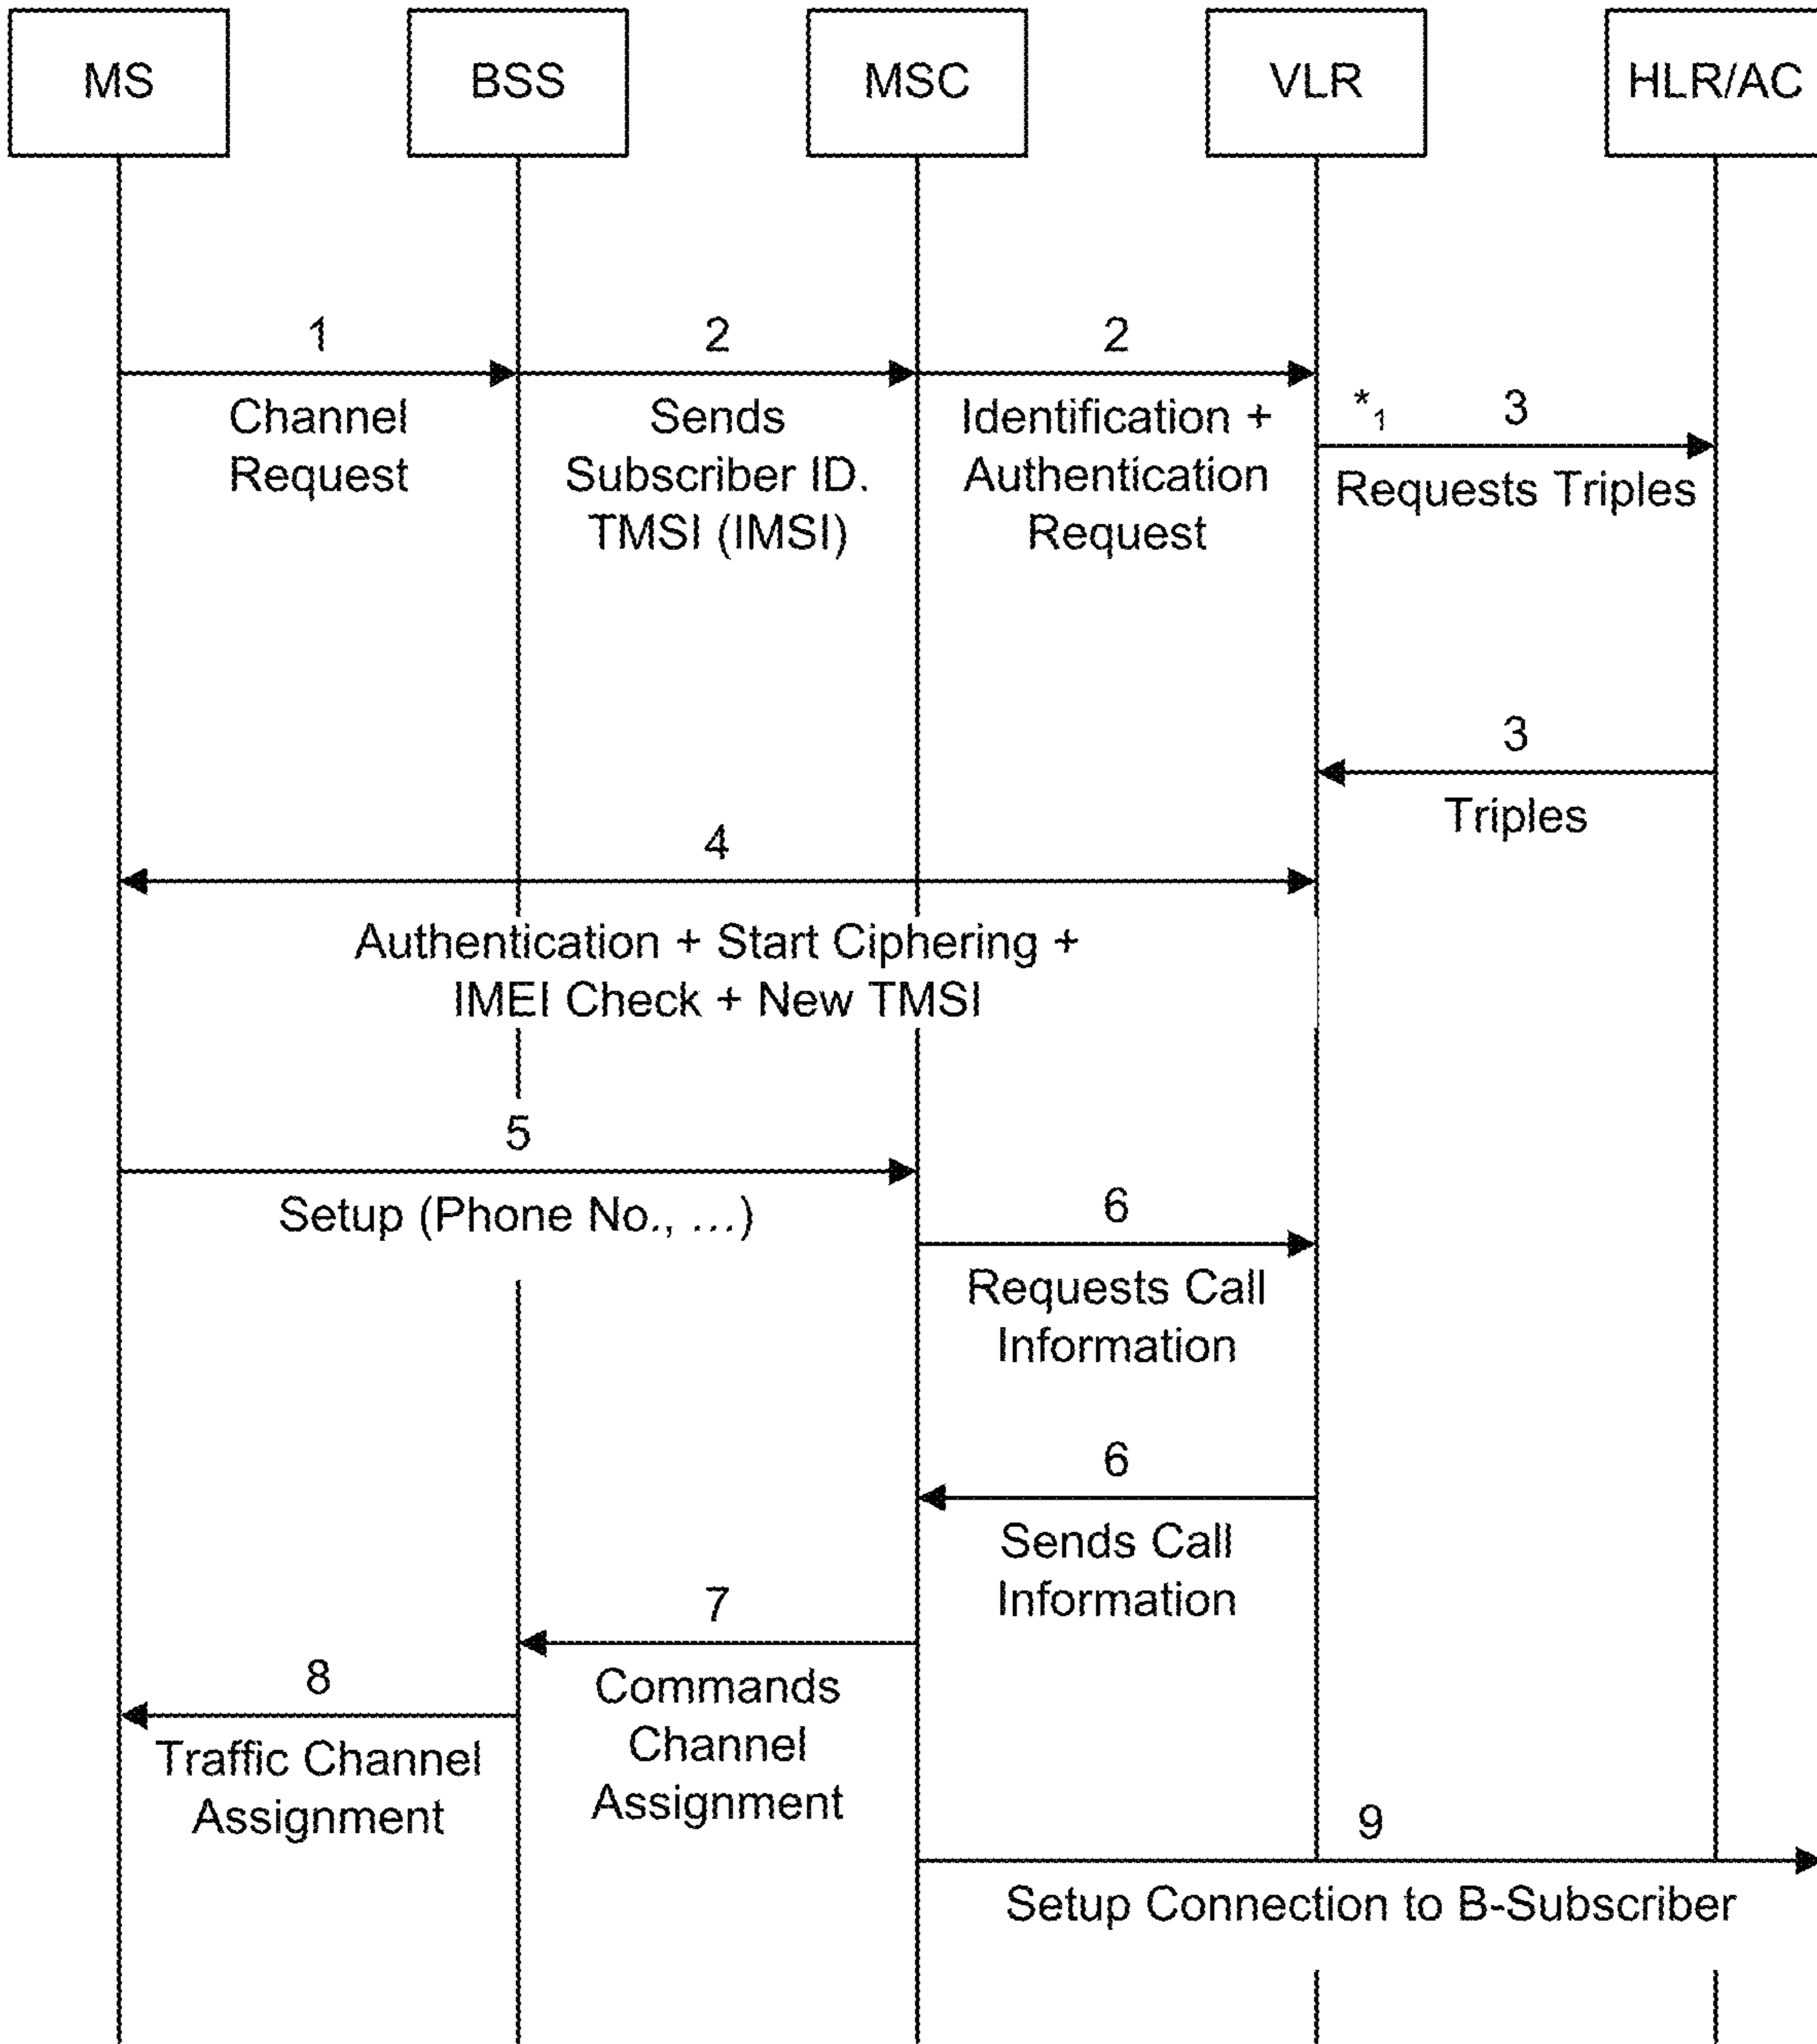 MS
BSS
MSC
VLR
HLR/AC
1
2
2
Channel
Request
Sends
Subscriber ID.
TMSI (IMSI)
Identification +
Authentication
Request
*1
3
Requests Triples
3
Triples
4
Authentication + Start Ciphering +
IMEI Check + New TMSI
5
Setup (Phone No., ...)
6
Requests Call
Information
6
Sends Call
Information
7
Commands
Channel
Assignment
8
Traffic Channel
Assignment
9
Setup Connection to B-Subscriber